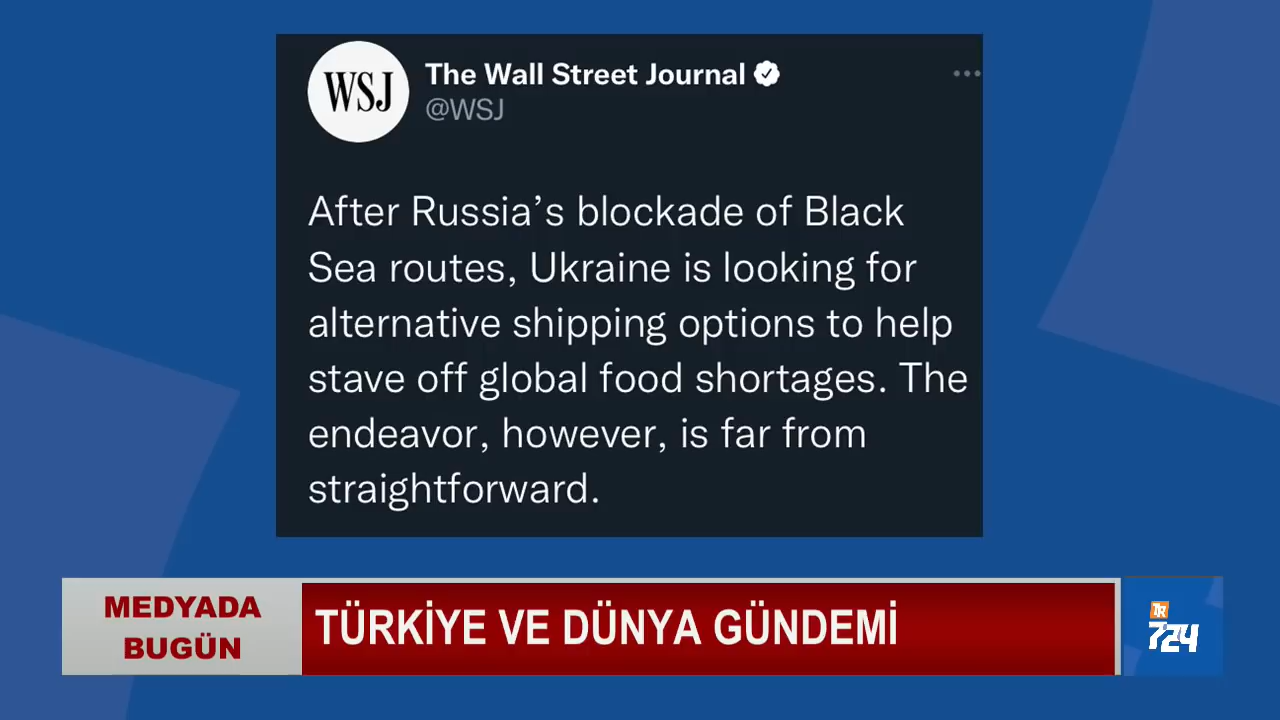 WSJ
The Wall Street Journal
@WSJ
After Russia’s blockade of Black
Sea routes, Ukraine is looking for
alternative shipping options to help
stave off global food shortages. The
endeavor, however, is far from
straightforward.
MEDYADA
BUGÜN
TÜRKİYE VE DÜNYA GÜNDEMİ
TR
7/24